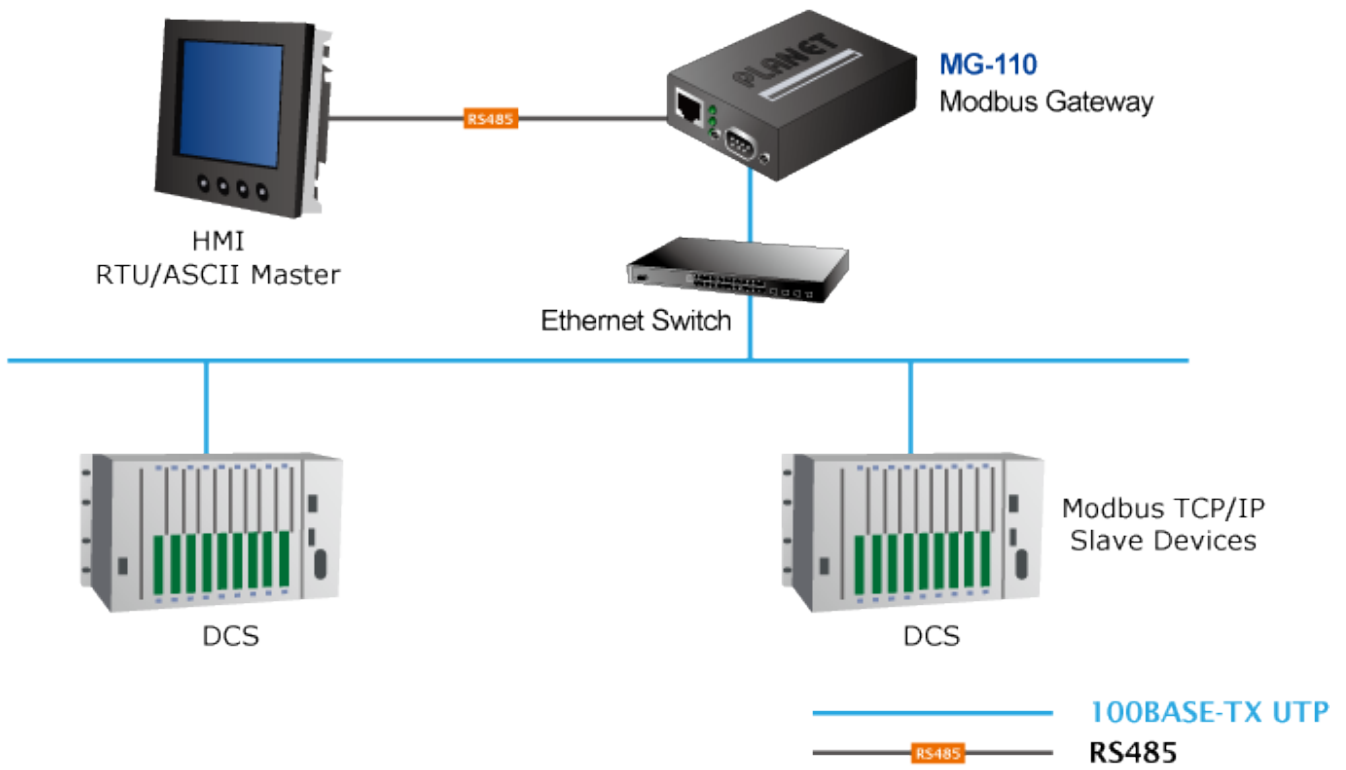 PLANET
MG-110
Modbus Gateway
RS485
HMI
RTU/ASCII Master
Ethernet Switch
Modbus TCP/IP
Slave Devices
DCS
DCS
100BASE-TX UTP
RS485
RS485